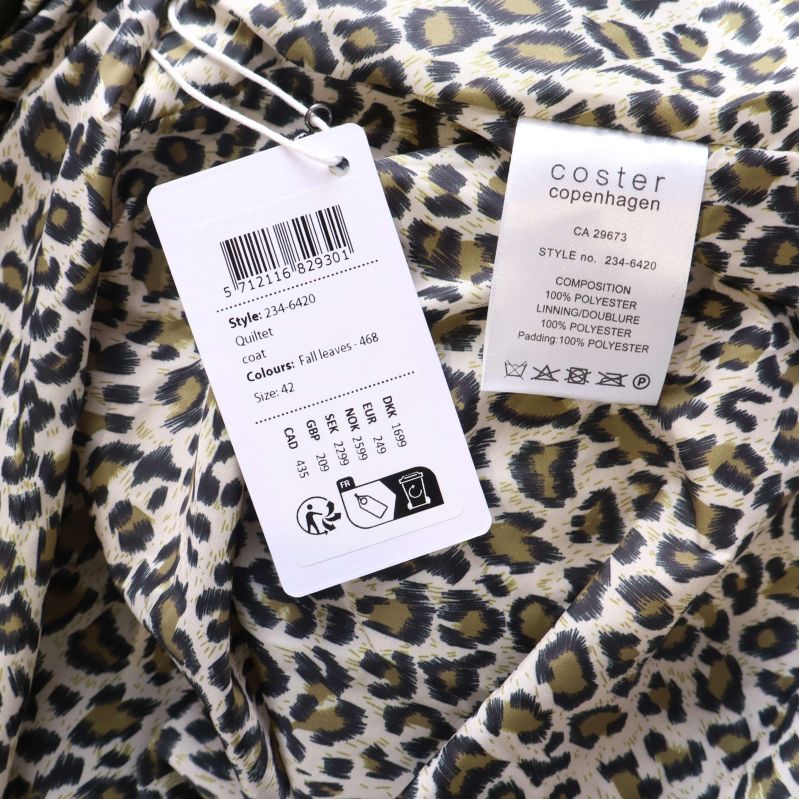 5 712116 829301
Style: 234-6420
Quiltet
coat
Colours: Fall leaves - 468
Size: 42
DKK 1699
EUR 249
NOK 2599
SEK 2299
GBP 209
CAD 435
FR
coster
copenhagen
CA 29673
STYLE no. 234-6420
COMPOSITION
100% POLYESTER
LINNING/DOUBLURE
100% POLYESTER
Padding:100% POLYESTER
P